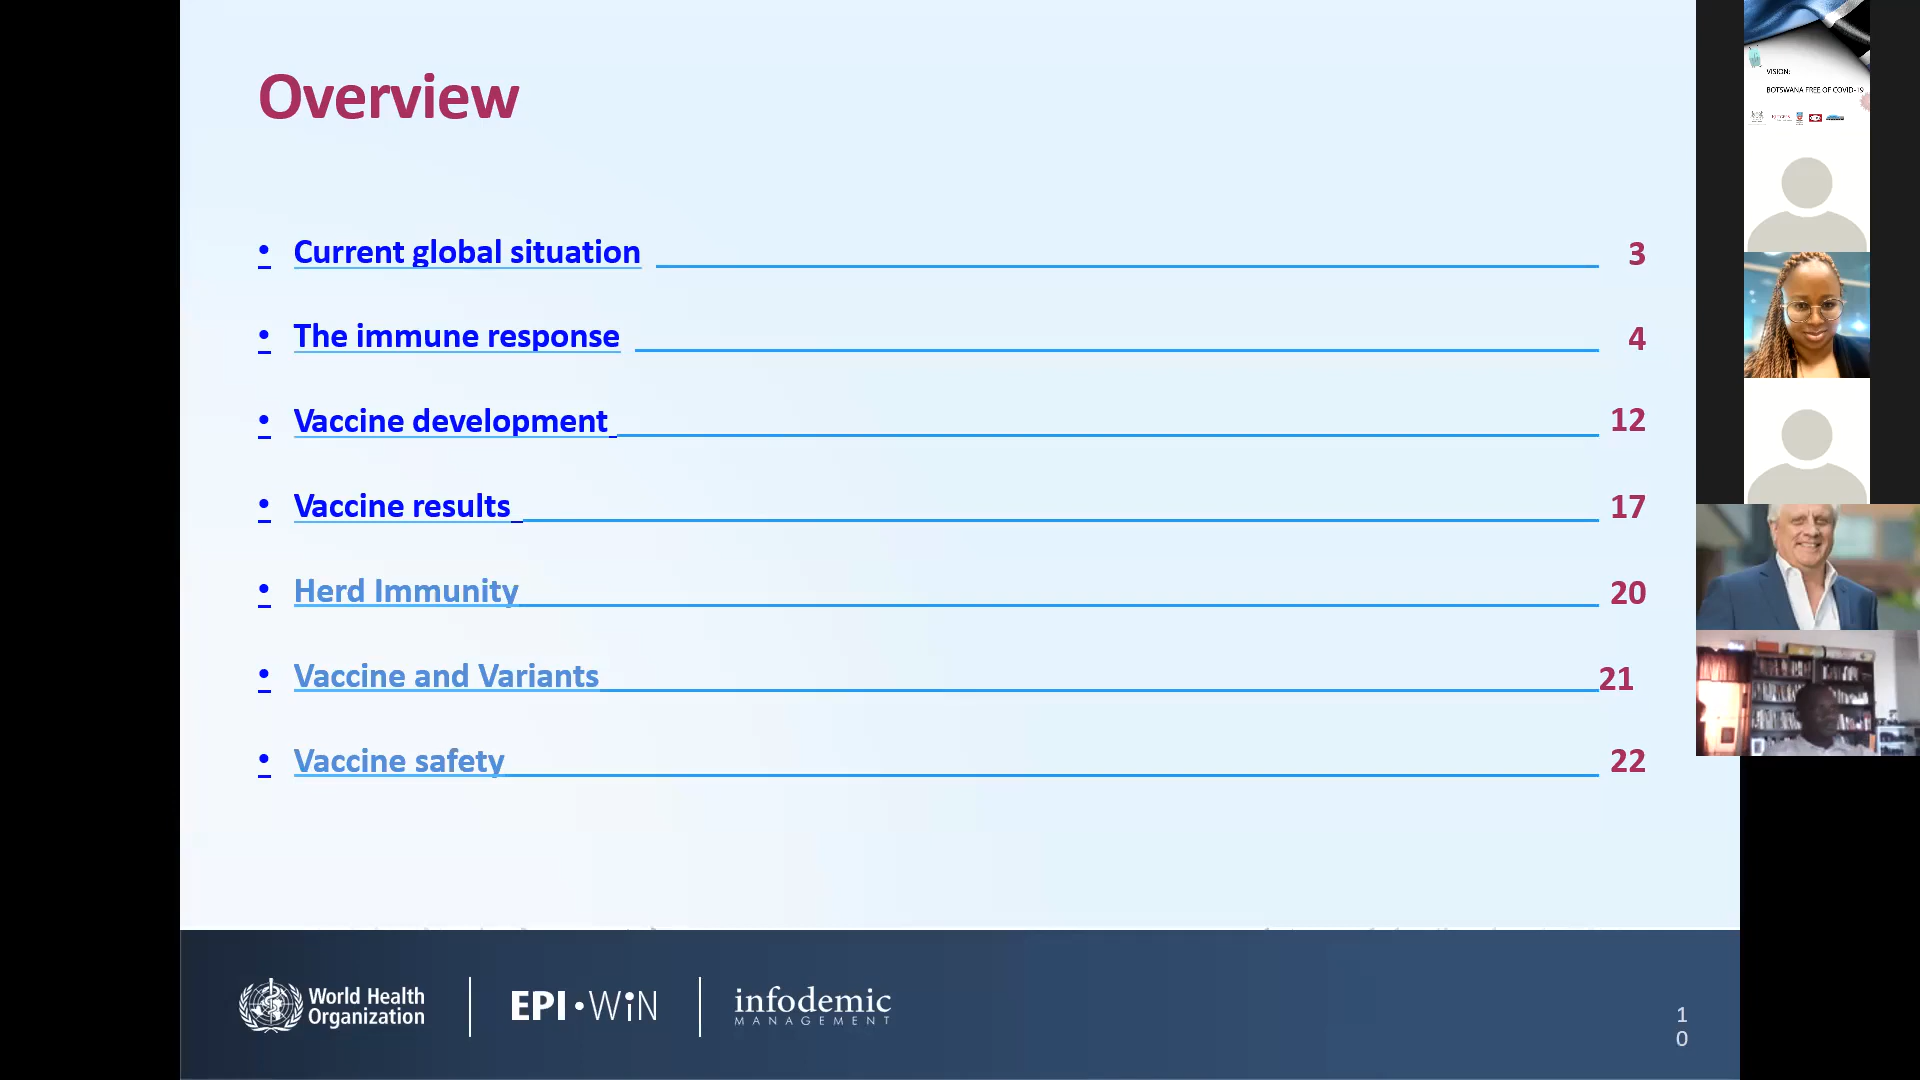 Overview
• Current global situation 3
• The immune response 4
• Vaccine development 12
• Vaccine results 17
• Herd Immunity 20
• Vaccine and Variants 21
• Vaccine safety 22
World Health
Organization
EPI•WiN
infodemic
MANAGEMENT
1
0
VISION:
BOTSWANA FREE OF COVID-19